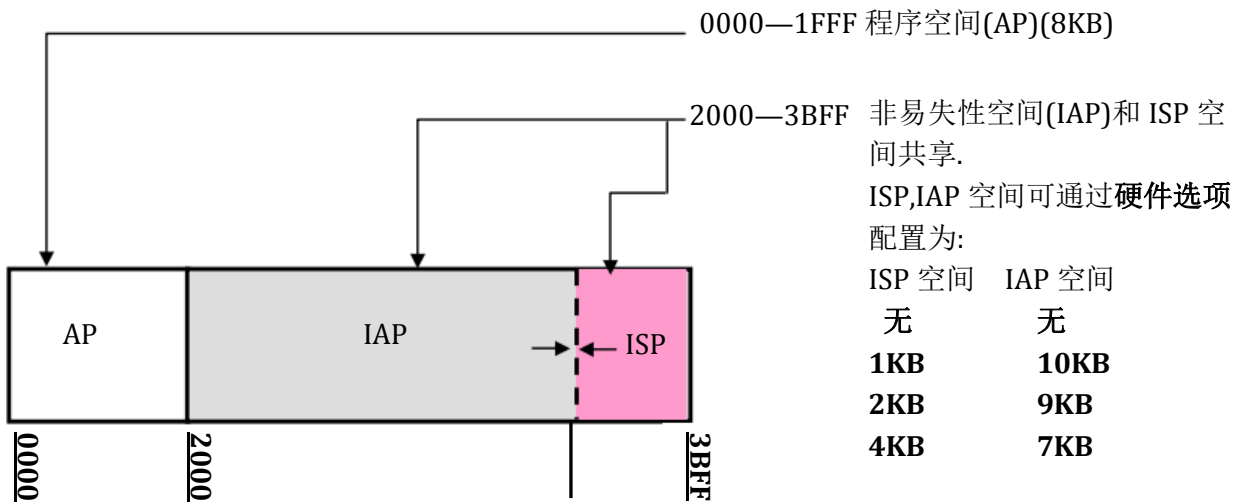 0000—1FFF 程序空间(AP)(8KB)
2000—3BFF 非易失性空间(IAP)和 ISP 空
间共享.
ISP,IAP 空间可通过硬件选项
配置为:
ISP 空间 IAP 空间
无 无
1KB 10KB
2KB 9KB
4KB 7KB
AP
IAP
ISP
0000
2000
3BFF